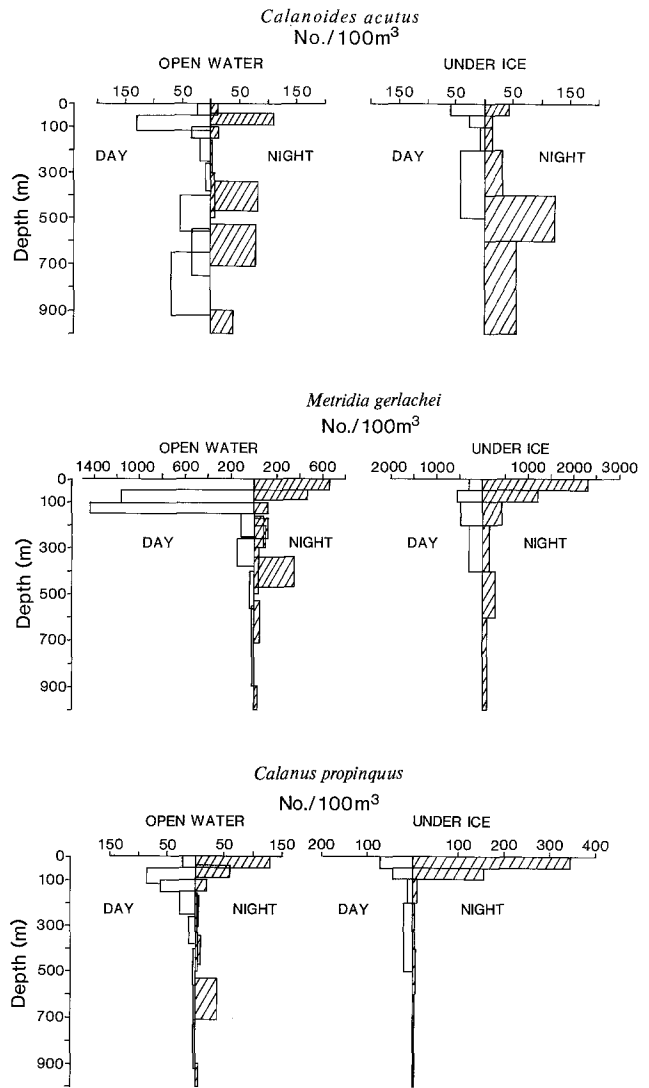 Calanoides acutus
No./100m³
OPEN WATER
UNDER ICE
150 50 50 150
150 50 50 150
0
100
300
500
700
900
Depth (m)
DAY
NIGHT
DAY
NIGHT
Metridia gerlachei
No./100m³
OPEN WATER
UNDER ICE
1400 1000 600 200 200 600
2000 1000 1000 2000 3000
0
100
300
500
700
900
Depth (m)
DAY
NIGHT
DAY
NIGHT
Calanus propinquus
No./100m³
OPEN WATER
UNDER ICE
150 50 50 150
200 100 100 200 300 400
0
100
300
500
700
900
Depth (m)
DAY
NIGHT
DAY
NIGHT